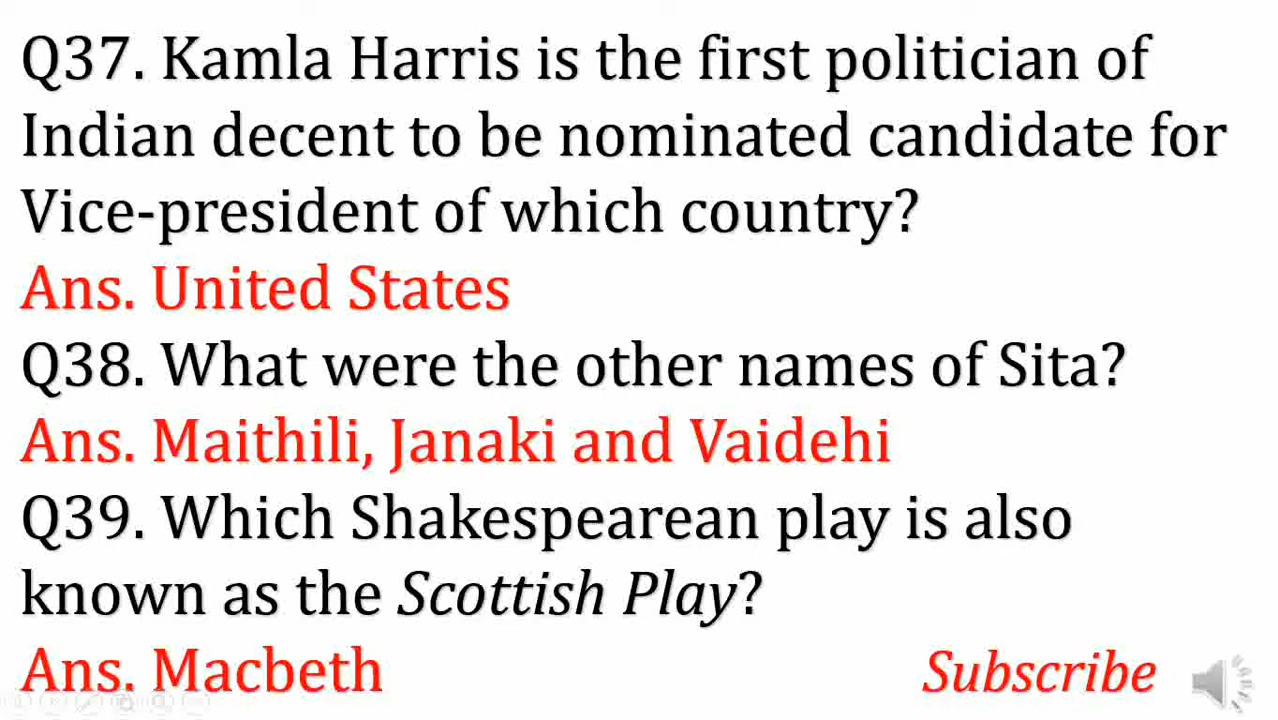 Q37. Kamla Harris is the first politician of
Indian decent to be nominated candidate for
Vice-president of which country?
Ans. United States
Q38. What were the other names of Sita?
Ans. Maithili, Janaki and Vaidehi
Q39. Which Shakespearean play is also
known as the Scottish Play?
Ans. Macbeth
Subscribe